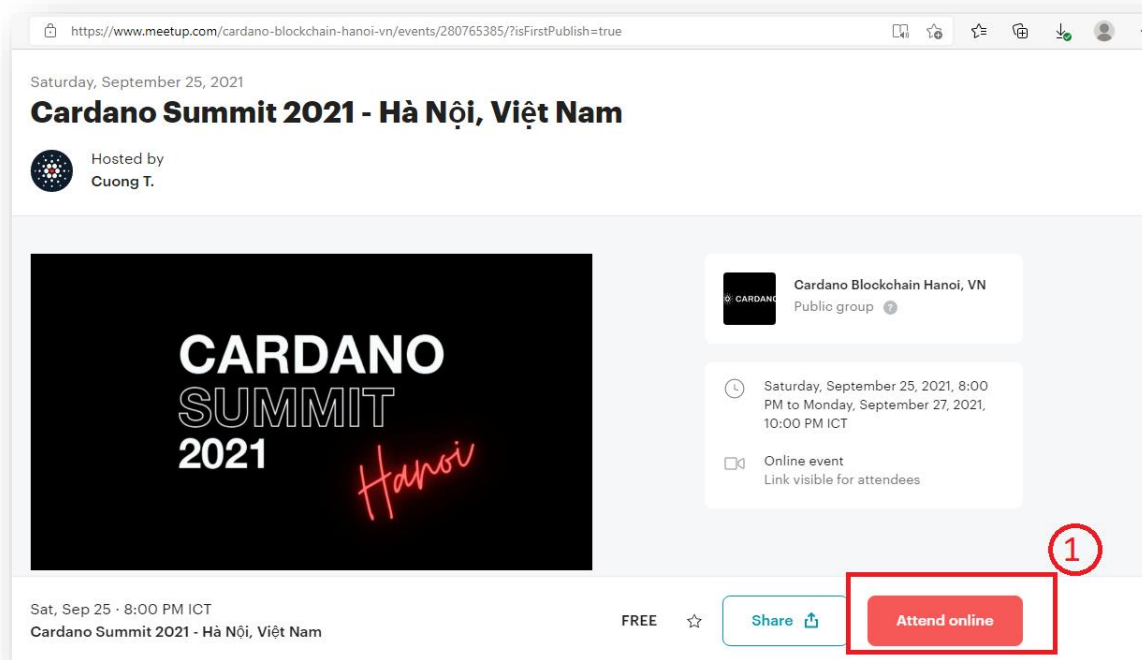 https://www.meetup.com/cardano-blockchain-hanoi-vn/events/280765385/?isFirstPublish=true
Saturday, September 25, 2021
Cardano Summit 2021 - Hà Nội, Việt Nam
Hosted by
Cuong T.
CARDANO
SUMMIT
2021
Hanoi
CARDANO
Cardano Blockchain Hanoi, VN
Public group ?
Saturday, September 25, 2021, 8:00
PM to Monday, September 27, 2021,
10:00 PM ICT
Online event
Link visible for attendees
1
Sat, Sep 25 · 8:00 PM ICT
Cardano Summit 2021 - Hà Nội, Việt Nam
FREE
Share
Attend online